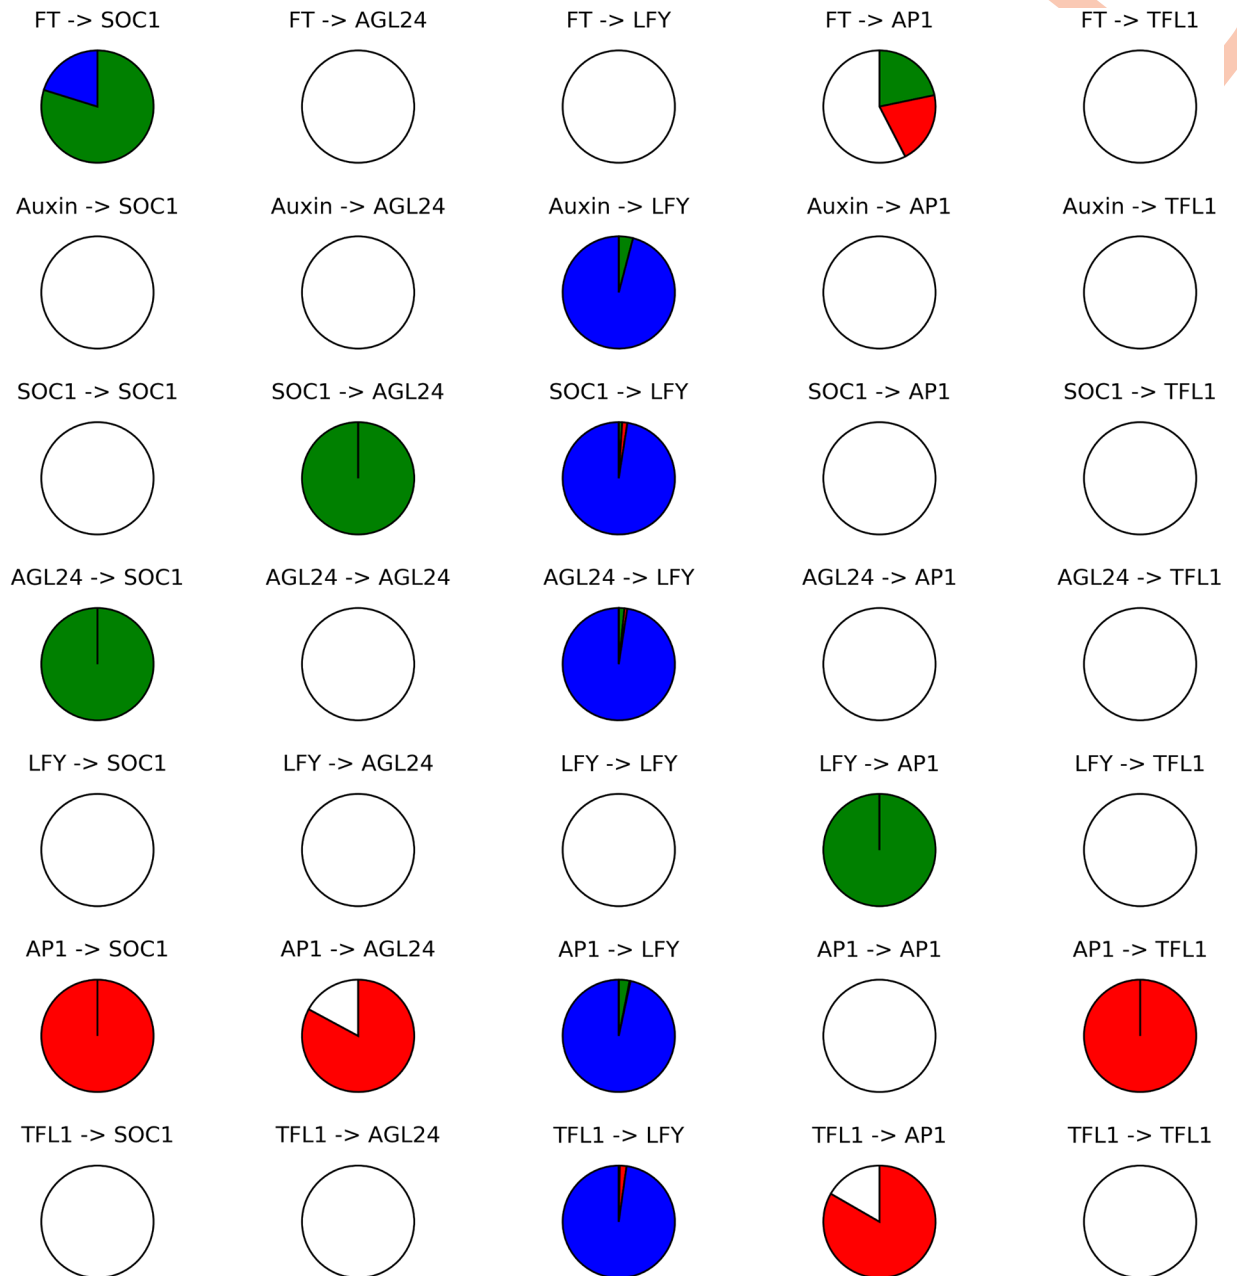 FT -> SOC1 FT -> AGL24 FT -> LFY FT -> AP1 FT -> TFL1
Auxin -> SOC1 Auxin -> AGL24 Auxin -> LFY Auxin -> AP1 Auxin -> TFL1
SOC1 -> SOC1 SOC1 -> AGL24 SOC1 -> LFY SOC1 -> AP1 SOC1 -> TFL1
AGL24 -> SOC1 AGL24 -> AGL24 AGL24 -> LFY AGL24 -> AP1 AGL24 -> TFL1
LFY -> SOC1 LFY -> AGL24 LFY -> LFY LFY -> AP1 LFY -> TFL1
AP1 -> SOC1 AP1 -> AGL24 AP1 -> LFY AP1 -> AP1 AP1 -> TFL1
TFL1 -> SOC1 TFL1 -> AGL24 TFL1 -> LFY TFL1 -> AP1 TFL1 -> TFL1